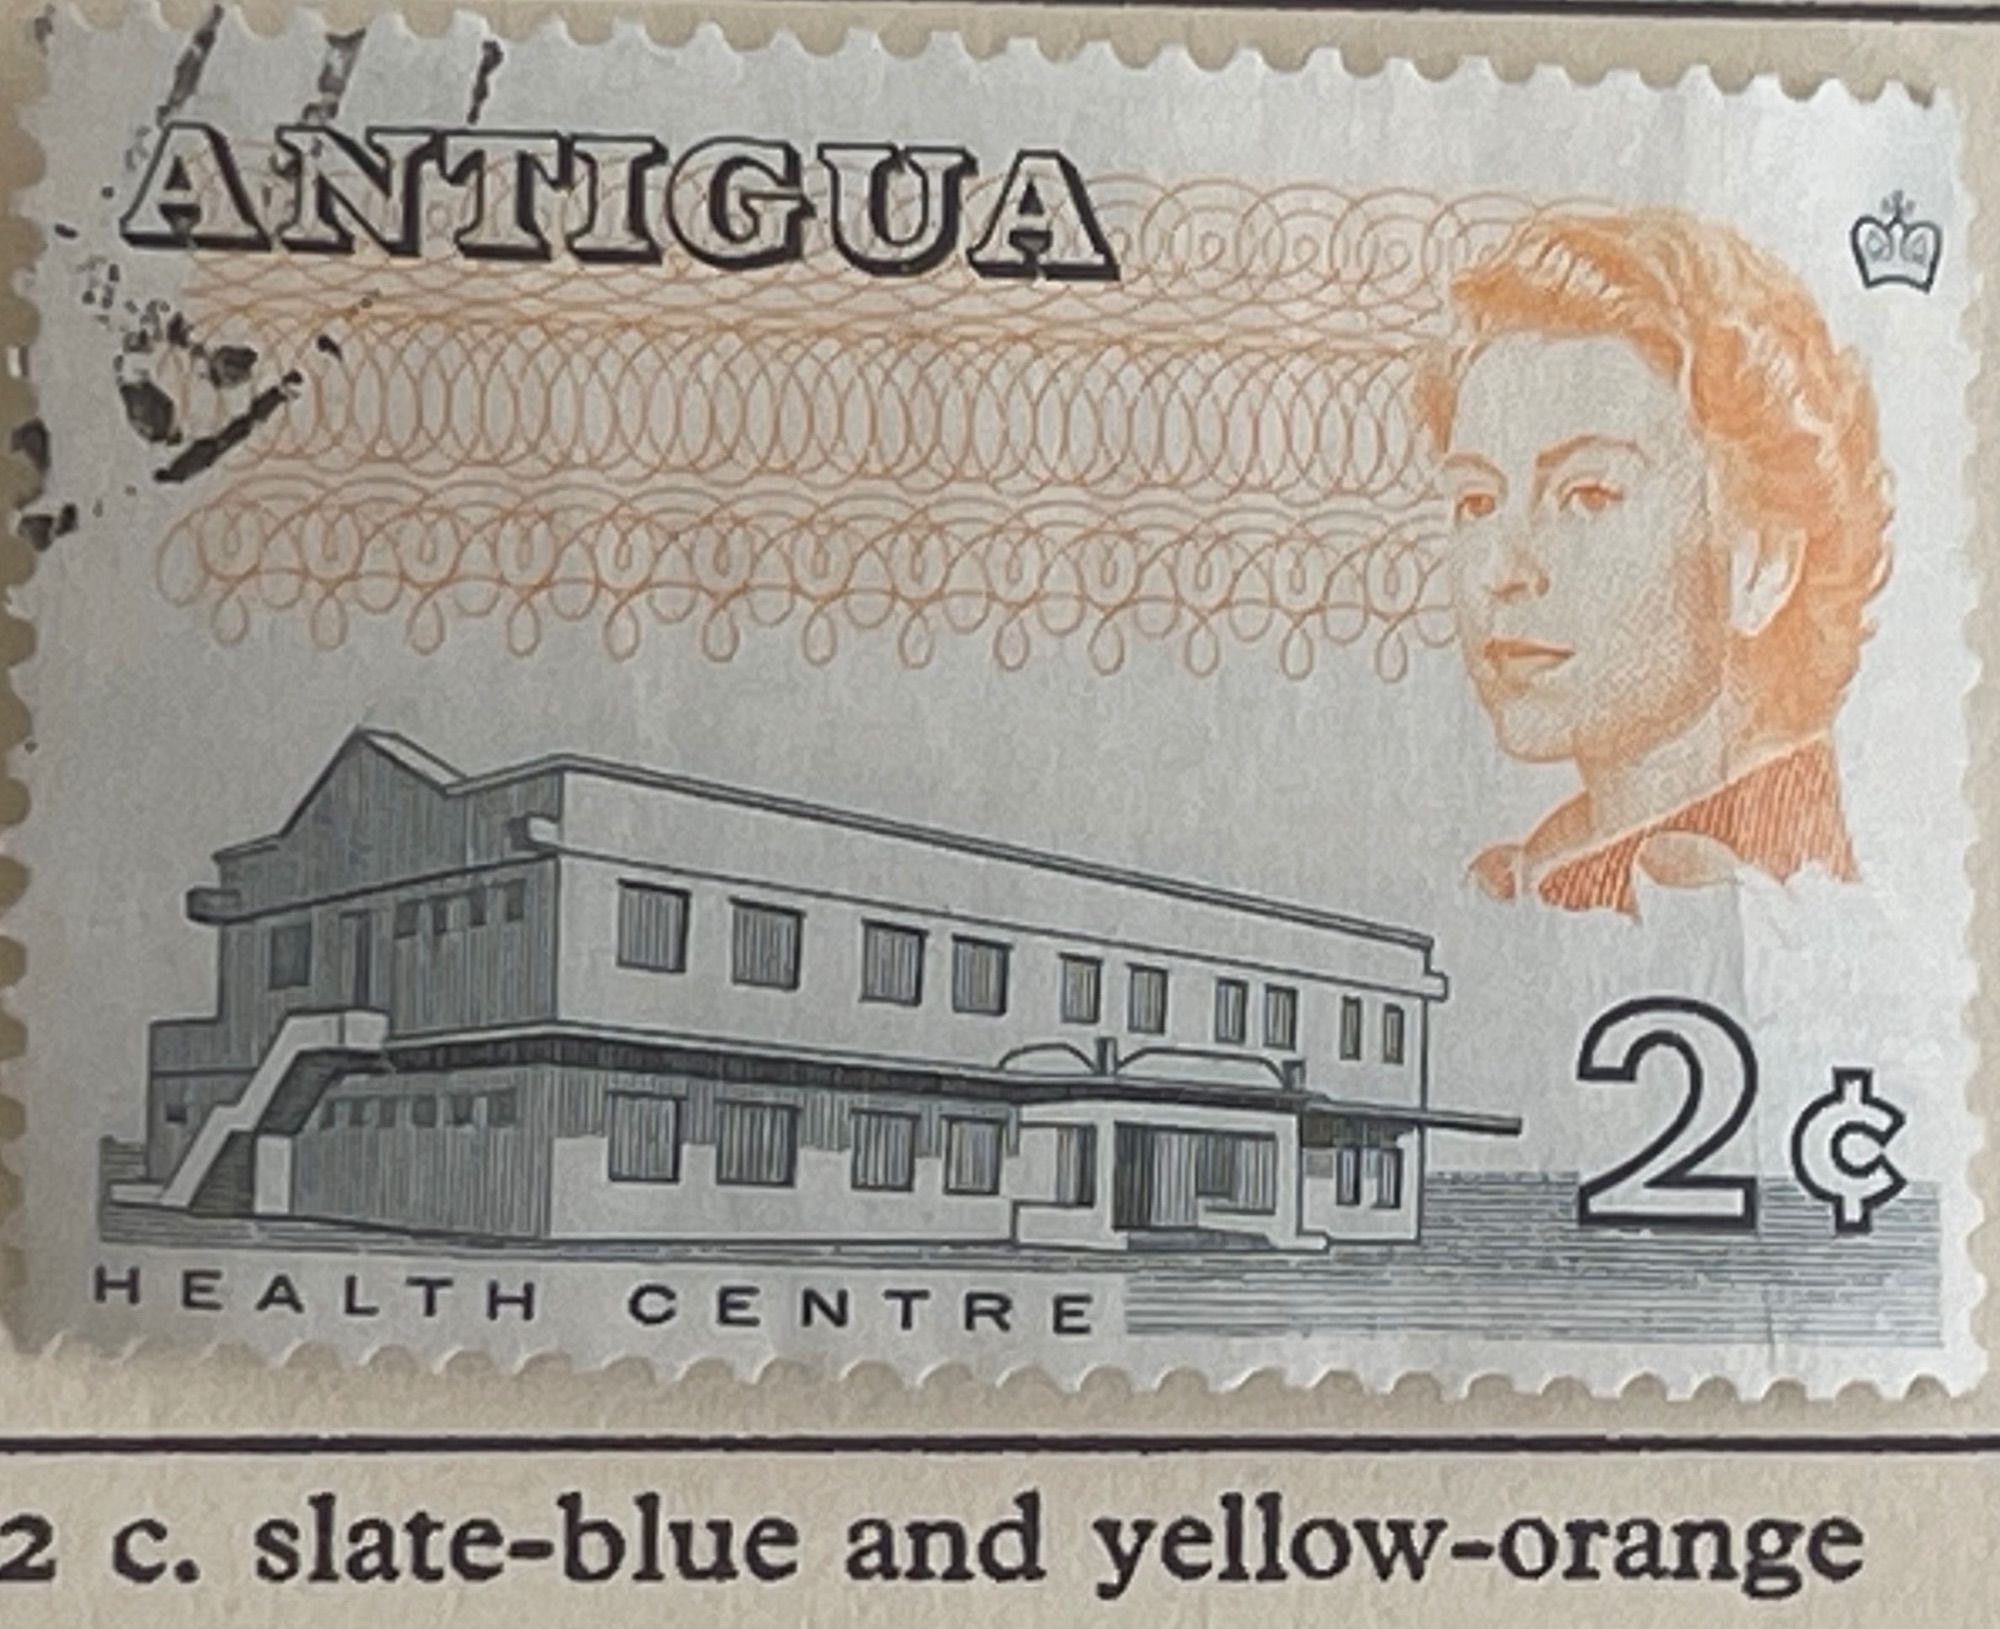 ANTIGUA
2¢
HEALTH CENTRE
2 c. slate-blue and yellow-orange